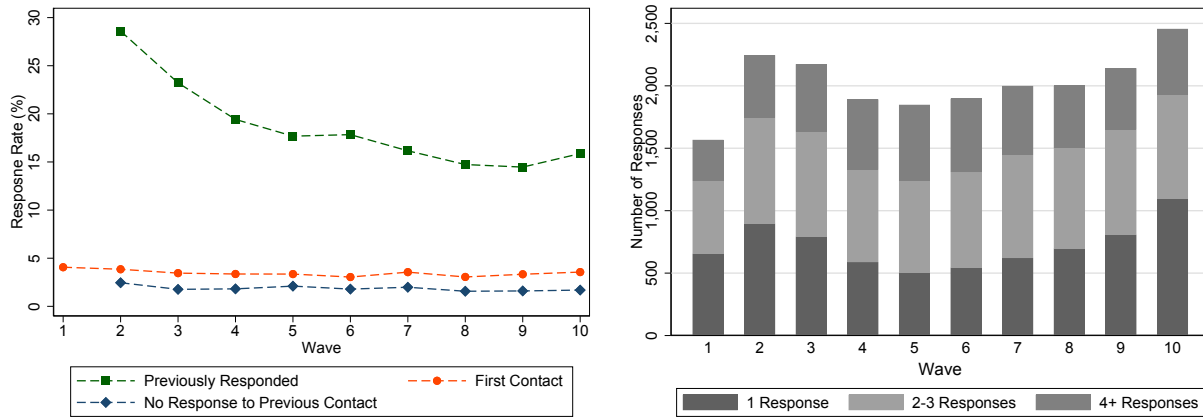 Resposne Rate (%)
30
25
20
15
10
5
0
1 2 3 4 5 6 7 8 9 10
Wave
Previously Responded
First Contact
No Response to Previous Contact
Number of Responses
2,500
2,000
1,500
1,000
500
0
1 2 3 4 5 6 7 8 9 10
Wave
1 Response
2-3 Responses
4+ Responses